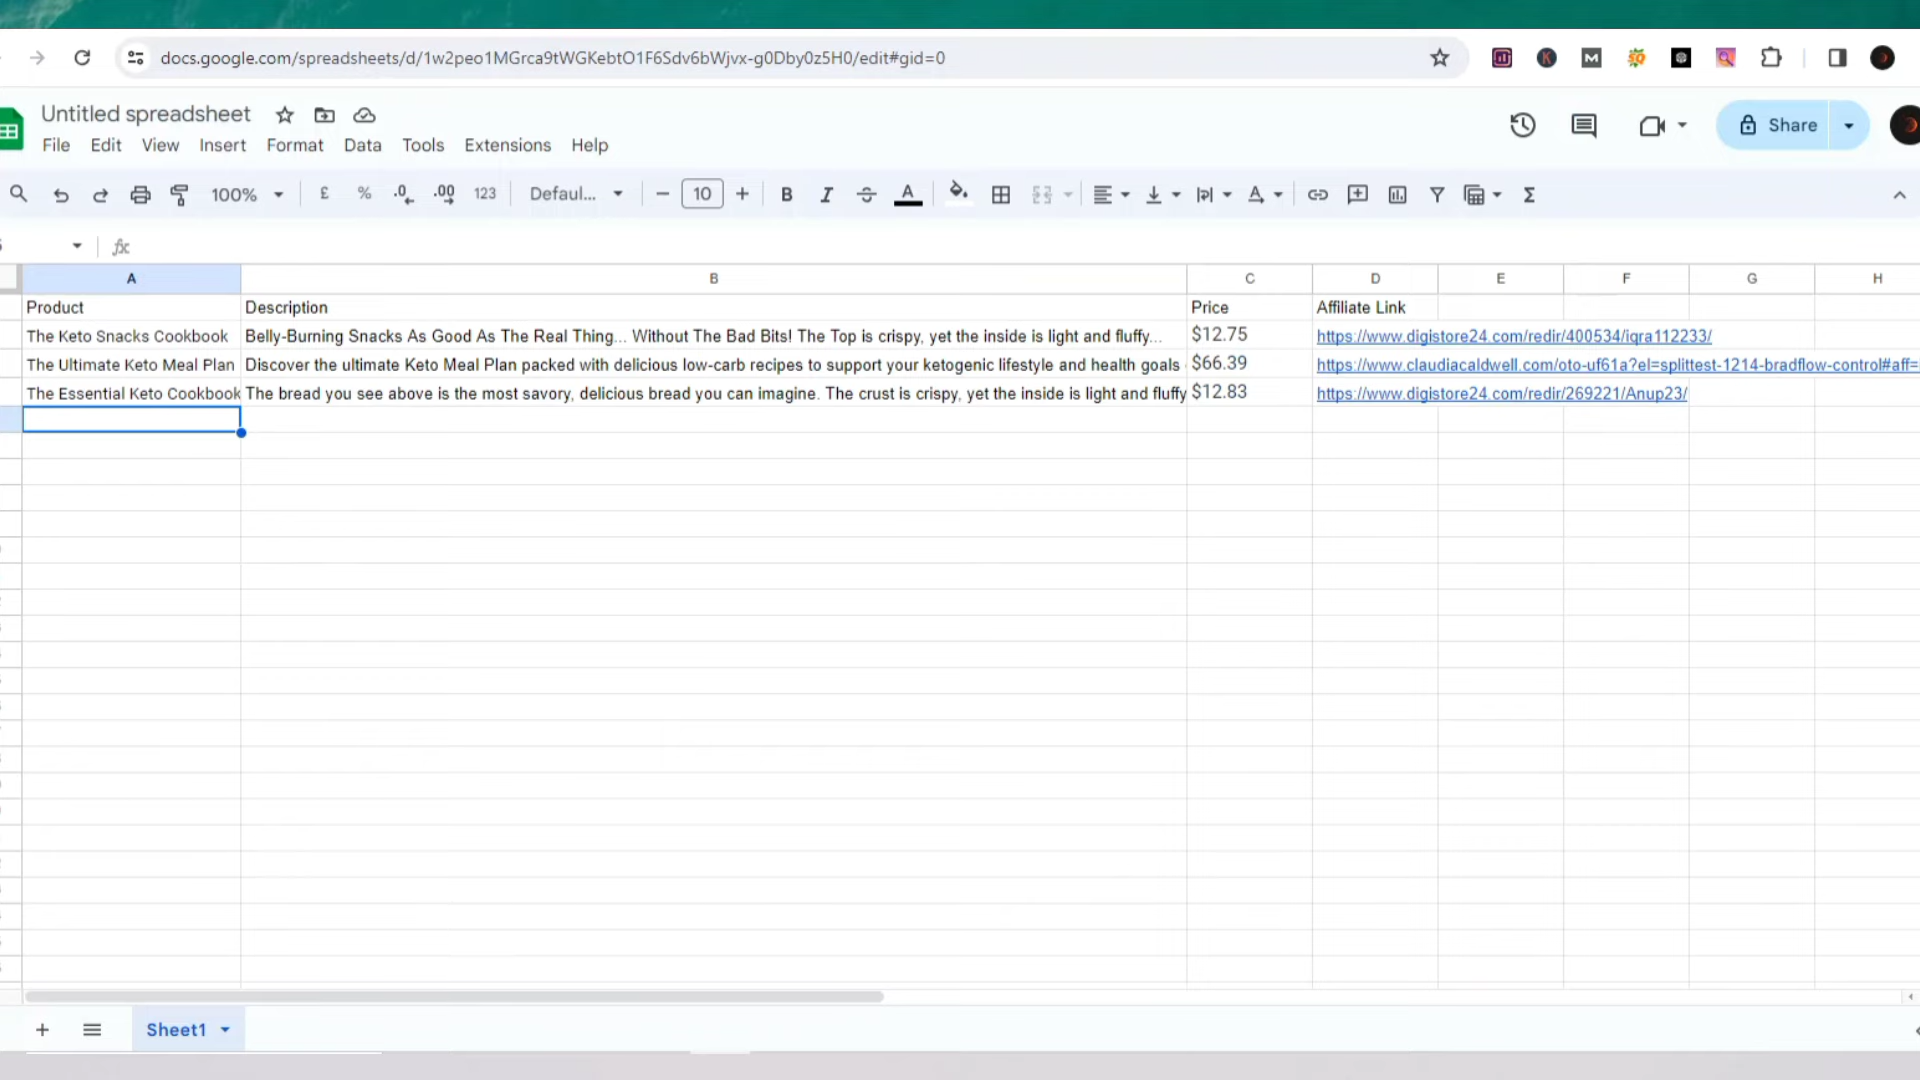 docs.google.com/spreadsheets/d/1w2peo1MGrca9tWGKebtO1F6Sdv6bWjvx-g0Dby0z5H0/edit#gid=0
Untitled spreadsheet
File Edit View Insert Format Data Tools Extensions Help
Share
100% £ % .0 .00 123 Defaul... 10 B I A
fx
A B C D E F G H
Product Description Price Affiliate Link
The Keto Snacks Cookbook Belly-Burning Snacks As Good As The Real Thing... Without The Bad Bits! The Top is crispy, yet the inside is light and fluffy... $12.75 https://www.digistore24.com/redir/400534/iqra112233/
The Ultimate Keto Meal Plan Discover the ultimate Keto Meal Plan packed with delicious low-carb recipes to support your ketogenic lifestyle and health goals $66.39 https://www.claudiacaldwell.com/oto-uf61a?el=splittest-1214-bradflow-control#aff=
The Essential Keto Cookbook The bread you see above is the most savory, delicious bread you can imagine. The crust is crispy, yet the inside is light and fluffy $12.83 https://www.digistore24.com/redir/269221/Anup23/
Sheet1